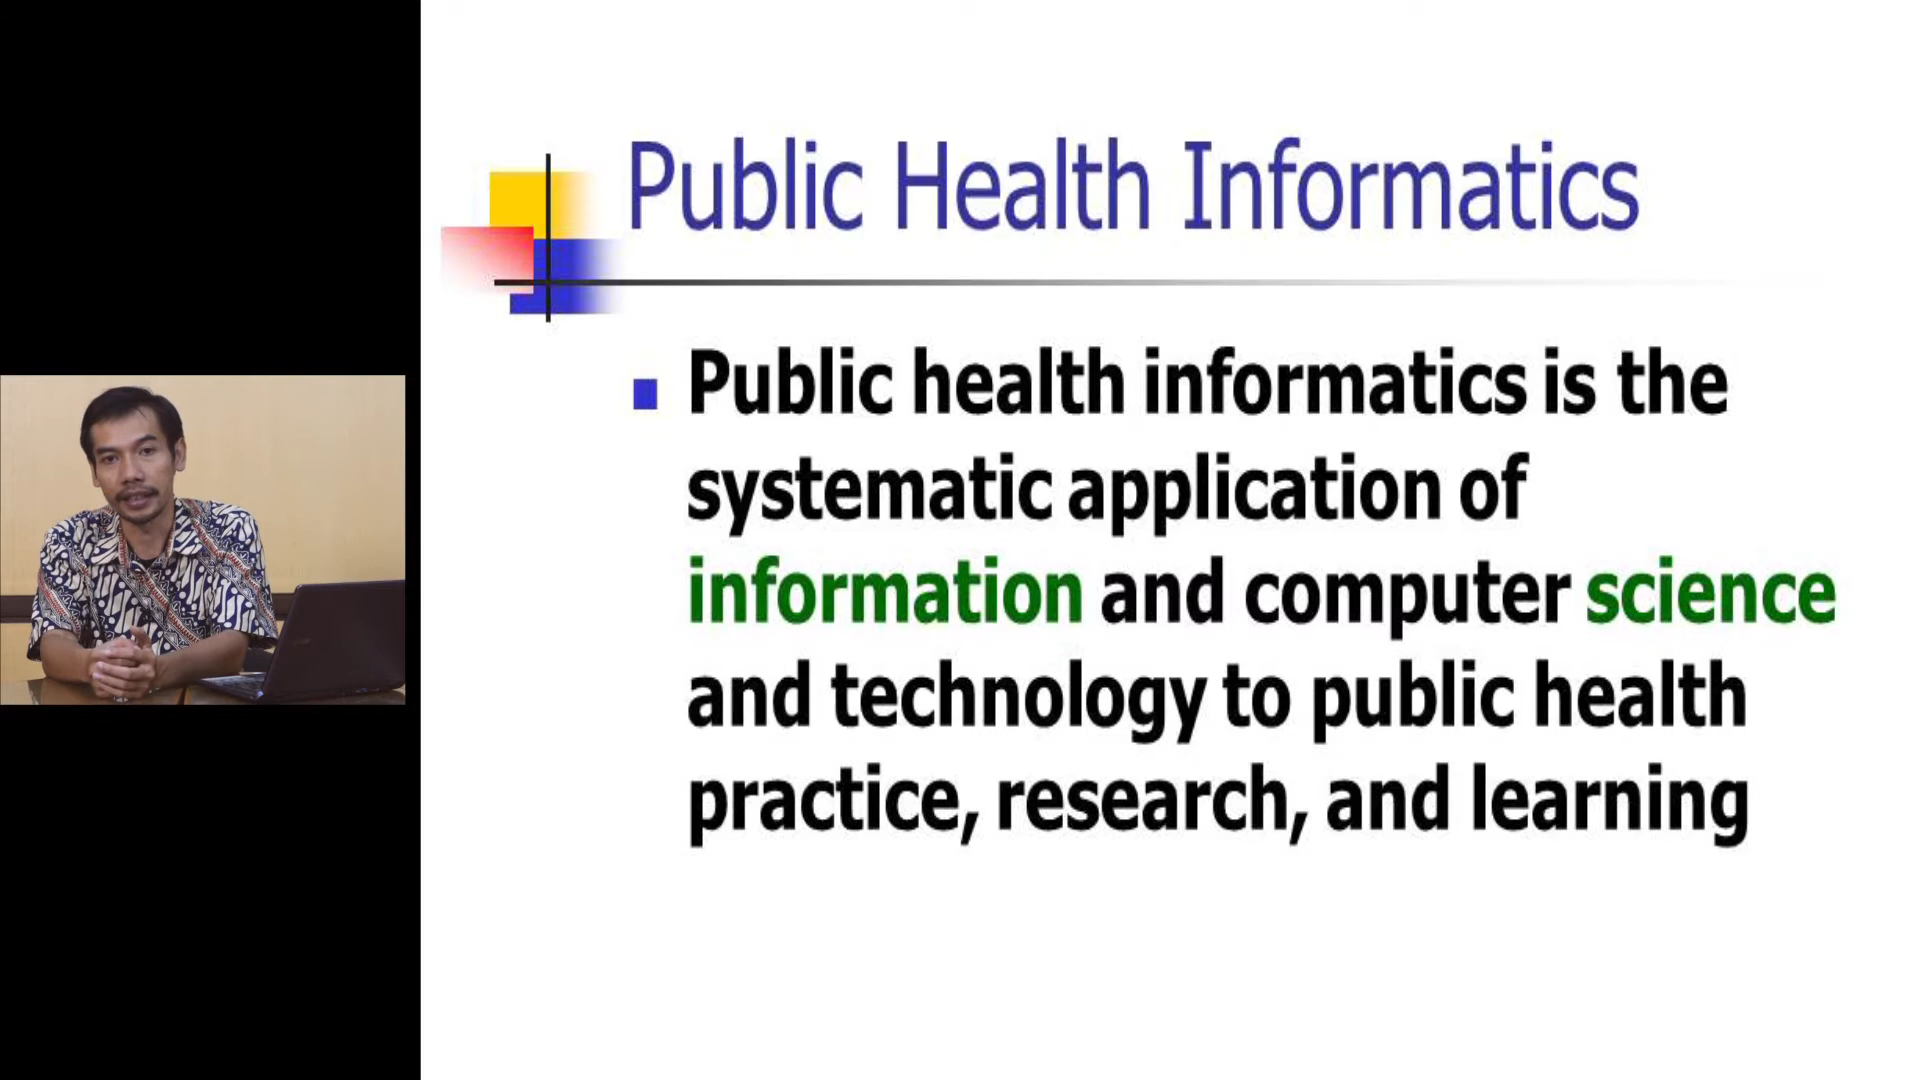 Public Health Informatics
Public health informatics is the
systematic application of
information and computer science
and technology to public health
practice, research, and learning